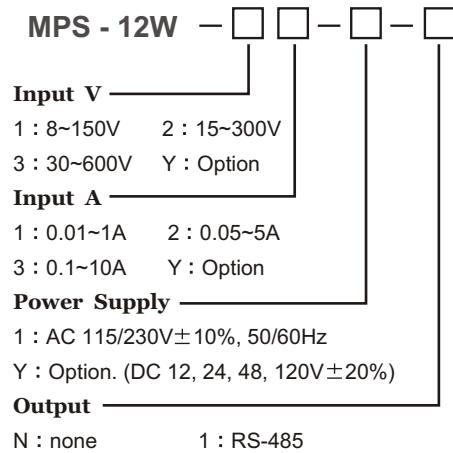 MPS - 12W － □ □ － □ － □
Input V
1：8~150V 2：15~300V
3：30~600V Y：Option
Input A
1：0.01~1A 2：0.05~5A
3：0.1~10A Y：Option
Power Supply
1：AC 115/230V±10%, 50/60Hz
Y：Option. (DC 12, 24, 48, 120V±20%)
Output
N：none 1：RS-485